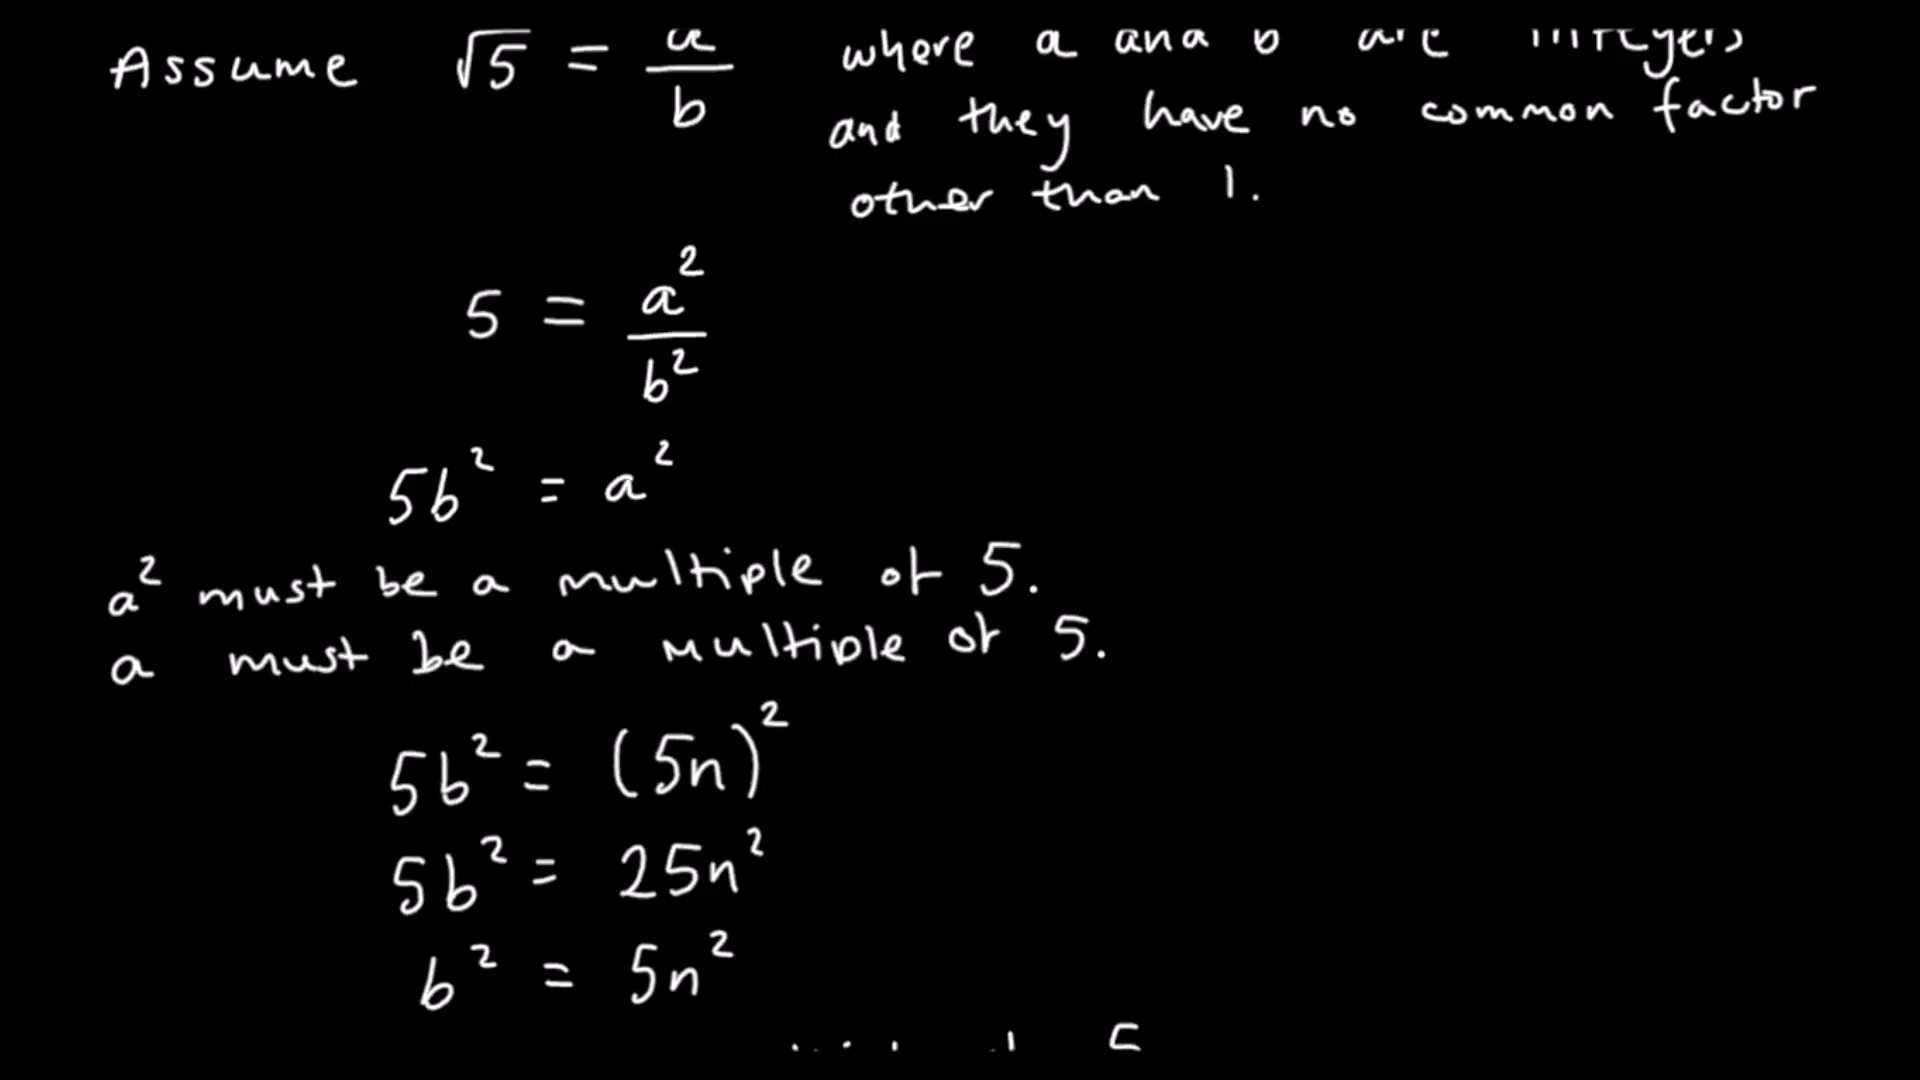 Assume √5 = a/b where a and b are integers
and they have no common factor
other than 1.
5 = a²/b²
5b² = a²
a² must be a multiple of 5.
a must be a multiple of 5.
5b² = (5n)²
5b² = 25n²
b² = 5n²
5